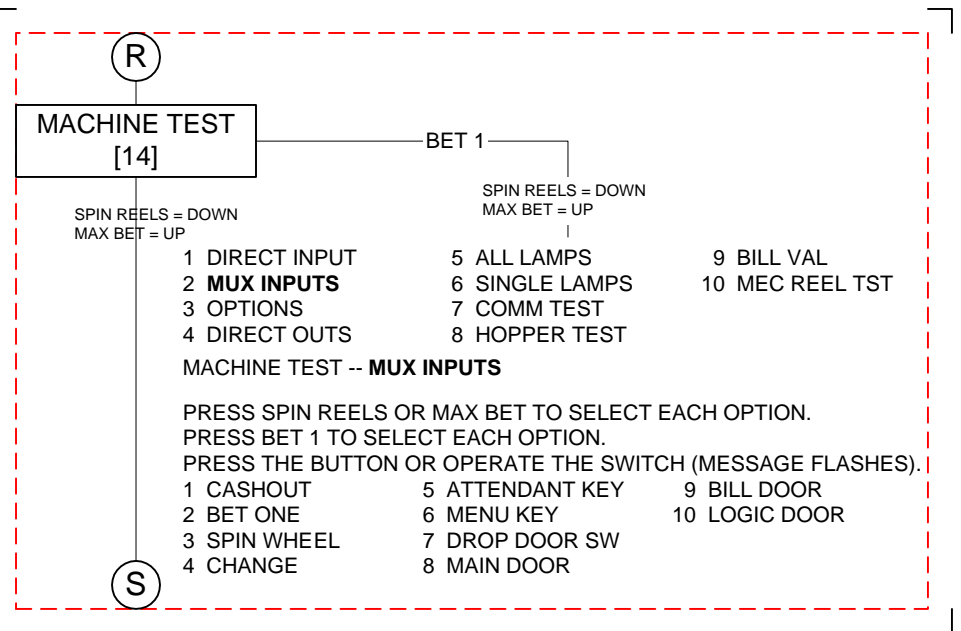 R
MACHINE TEST
[14]
BET 1
SPIN REELS = DOWN
MAX BET = UP
SPIN REELS = DOWN
MAX BET = UP
1 DIRECT INPUT 5 ALL LAMPS 9 BILL VAL
2 MUX INPUTS 6 SINGLE LAMPS 10 MEC REEL TST
3 OPTIONS 7 COMM TEST
4 DIRECT OUTS 8 HOPPER TEST
MACHINE TEST -- MUX INPUTS
PRESS SPIN REELS OR MAX BET TO SELECT EACH OPTION.
PRESS BET 1 TO SELECT EACH OPTION.
PRESS THE BUTTON OR OPERATE THE SWITCH (MESSAGE FLASHES).
1 CASHOUT 5 ATTENDANT KEY 9 BILL DOOR
2 BET ONE 6 MENU KEY 10 LOGIC DOOR
3 SPIN WHEEL 7 DROP DOOR SW
4 CHANGE 8 MAIN DOOR
S